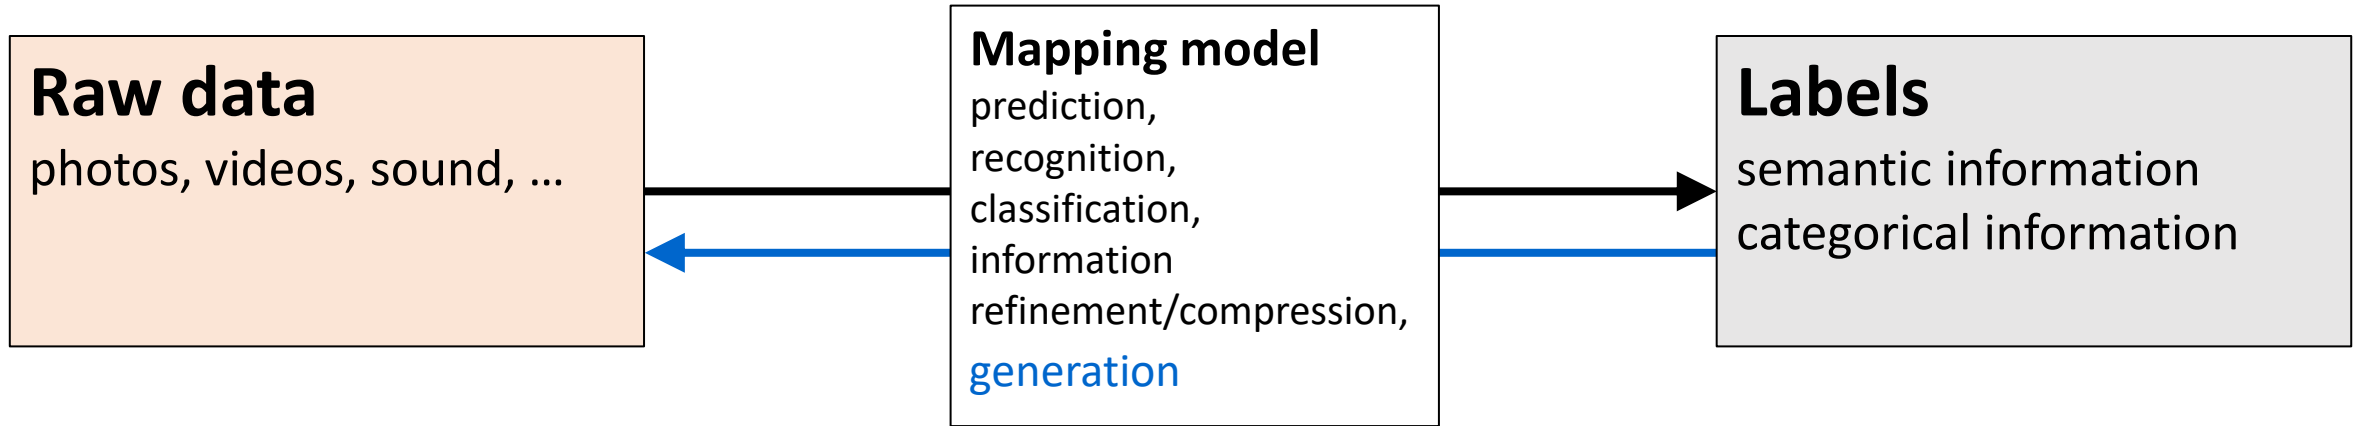 Raw data
photos, videos, sound, …
Mapping model
prediction,
recognition,
classification,
information
refinement/compression,
generation
Labels
semantic information
categorical information